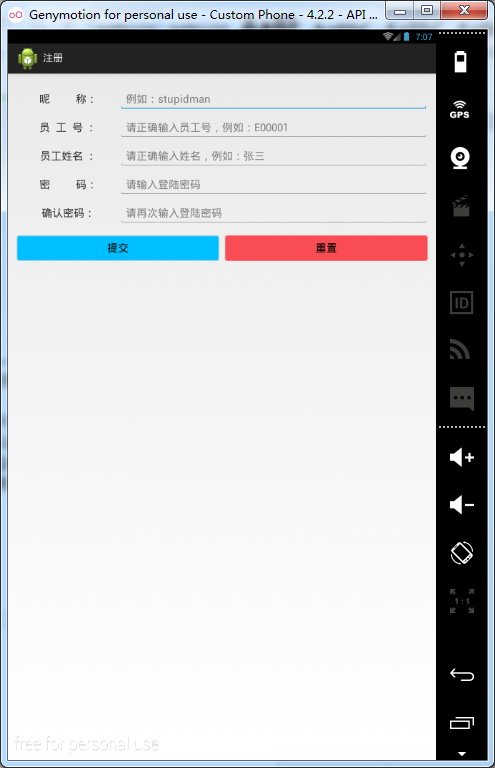 Genymotion for personal use - Custom Phone - 4.2.2 - API ...
7:07
注册
GPS
昵 称： 例如：stupidman
员 工 号 ： 请正确输入员工号，例如：E00001
员工姓名 ： 请正确输入姓名，例如：张三
密 码： 请输入登陆密码
确认密码： 请再次输入登陆密码
提交 重置
ID
1:1
free for personal use